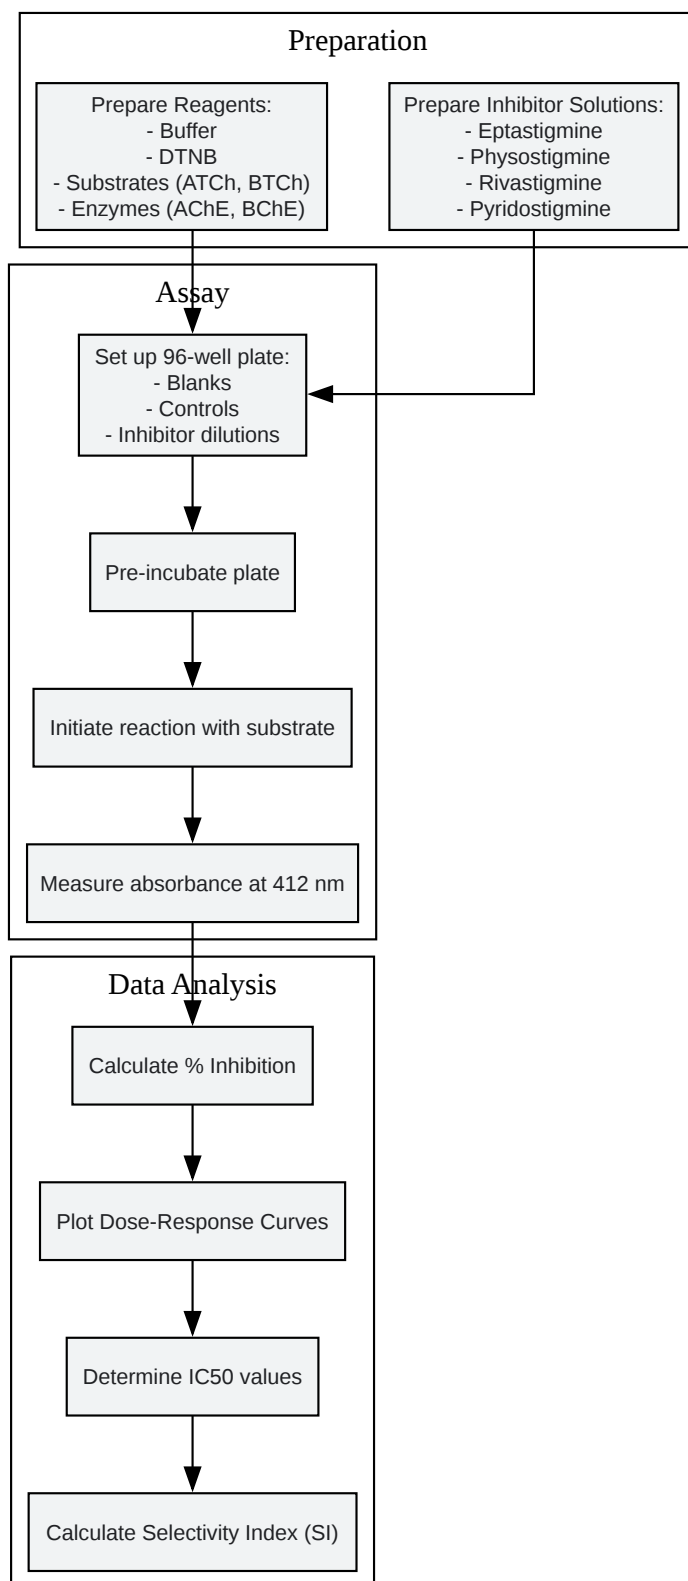 Preparation
Prepare Reagents:
- Buffer
- DTNB
- Substrates (ATCh, BTCh)
- Enzymes (AChE, BChE)
Prepare Inhibitor Solutions:
- Eptastigmine
- Physostigmine
- Rivastigmine
- Pyridostigmine
Assay
Set up 96-well plate:
- Blanks
- Controls
- Inhibitor dilutions
Pre-incubate plate
Initiate reaction with substrate
Measure absorbance at 412 nm
Data Analysis
Calculate % Inhibition
Plot Dose-Response Curves
Determine IC50 values
Calculate Selectivity Index (SI)